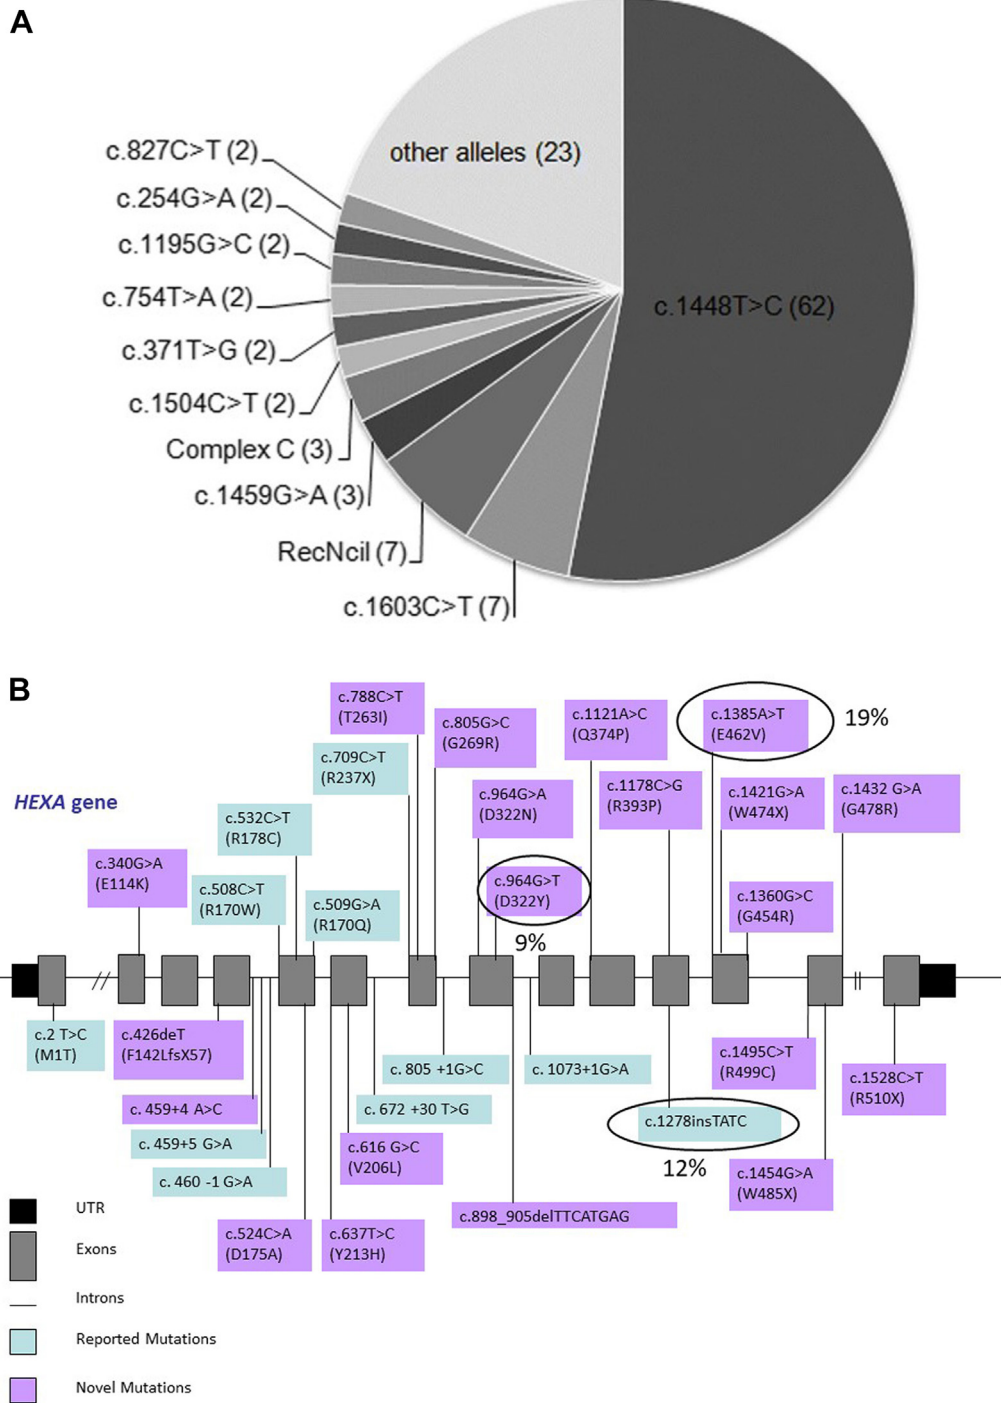 A
other alleles (23)
c.827C>T (2)
c.254G>A (2)
c.1195G>C (2)
c.754T>A (2)
c.371T>G (2)
c.1504C>T (2)
Complex C (3)
c.1459G>A (3)
RecNciI (7)
c.1603C>T (7)
c.1448T>C (62)
B
HEXA gene
c.788C>T
(T263I)
c.709C>T
(R237X)
c.805G>C
(G269R)
c.1121A>C
(Q374P)
c.1385A>T
(E462V)
19%
c.532C>T
(R178C)
c.964G>A
(D322N)
c.1178C>G
(R393P)
c.1421G>A
(W474X)
c.1432 G>A
(G478R)
c.340G>A
(E114K)
c.508C>T
(R170W)
c.509G>A
(R170Q)
c.964G>T
(D322Y)
9%
c.1360G>C
(G454R)
c.2 T>C
(M1T)
c.426deT
(F142LfsX57)
c. 459+4 A>C
c. 459+5 G>A
c. 460 -1 G>A
c.524C>A
(D175A)
c.637T>C
(Y213H)
c.616 G>C
(V206L)
c. 672 +30 T>G
c. 805 +1G>C
c. 1073+1G>A
c.898_905delTTCATGAG
c.1278insTATC
12%
c.1495C>T
(R499C)
c.1454G>A
(W485X)
c.1528C>T
(R510X)
UTR
Exons
Introns
Reported Mutations
Novel Mutations